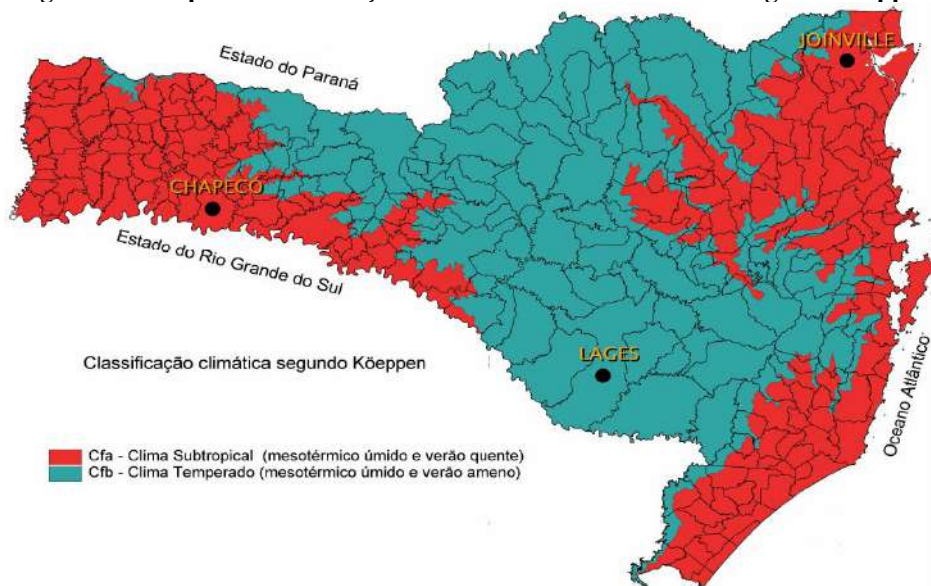 Estado do Paraná
JOINVILLE
CHAPECÓ
Estado do Rio Grande do Sul
LAGES
Oceano Atlântico
Classificação climática segundo Köeppen
Cfa - Clima Subtropical (mesotérmico úmido e verão quente)
Cfb - Clima Temperado (mesotérmico úmido e verão ameno)